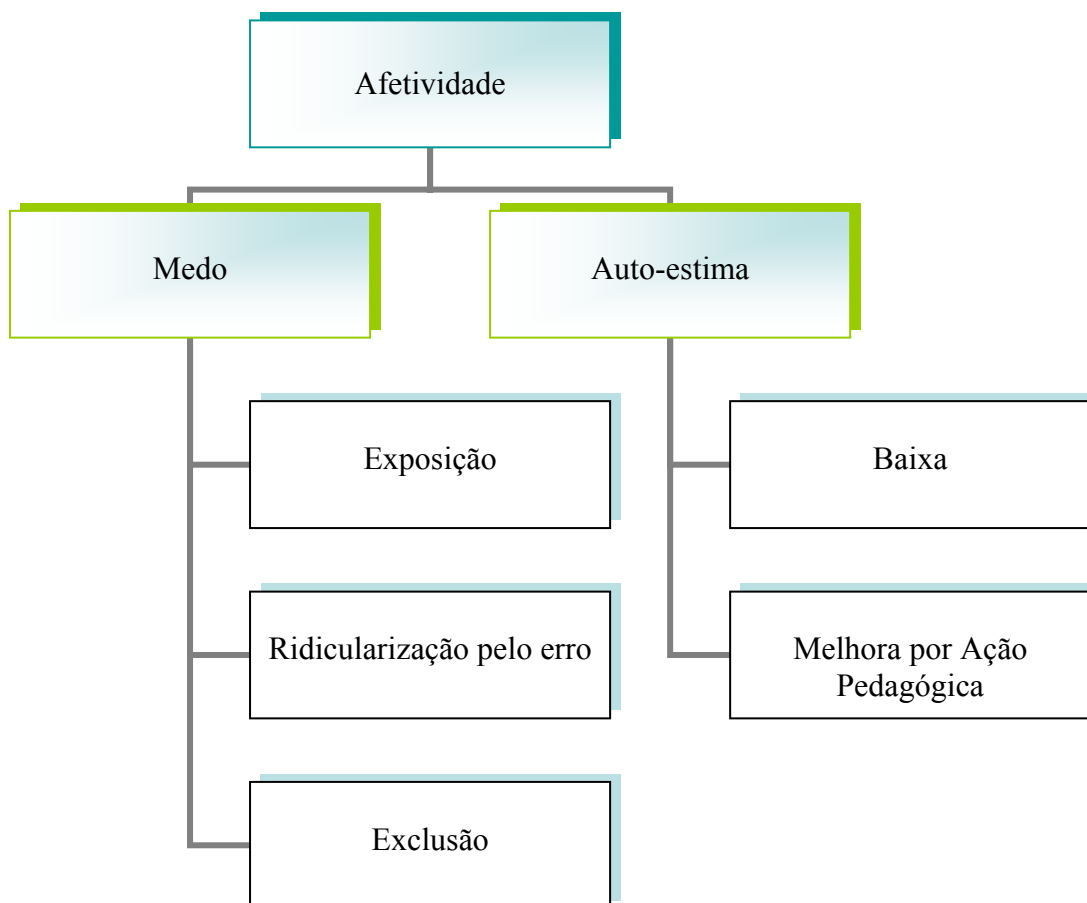 Afetividade
Medo
Auto-estima
Exposição
Baixa
Ridicularização pelo erro
Melhora por Ação
Pedagógica
Exclusão